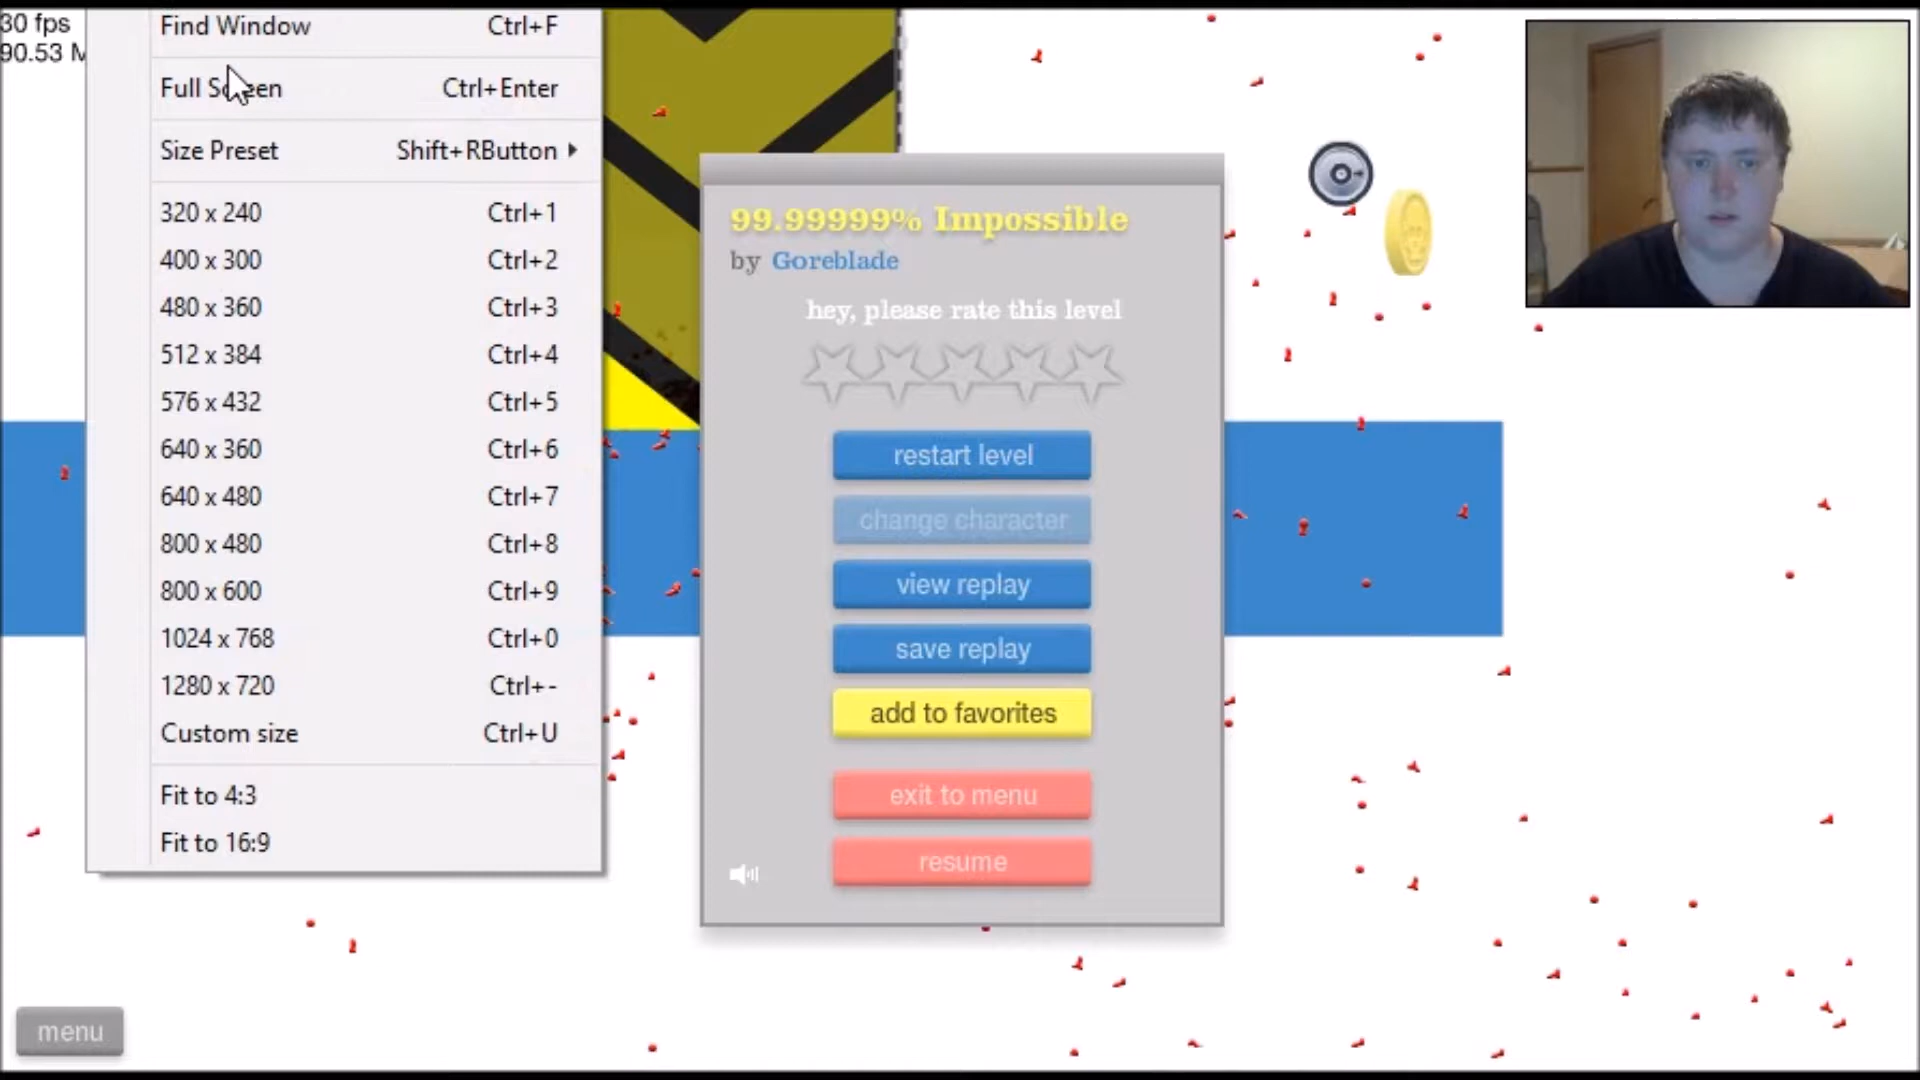 30 fps
90.53 M
Find Window Ctrl+F
Full Screen Ctrl+Enter
Size Preset Shift+RButton
320 x 240 Ctrl+1
400 x 300 Ctrl+2
480 x 360 Ctrl+3
512 x 384 Ctrl+4
576 x 432 Ctrl+5
640 x 360 Ctrl+6
640 x 480 Ctrl+7
800 x 480 Ctrl+8
800 x 600 Ctrl+9
1024 x 768 Ctrl+0
1280 x 720 Ctrl+-
Custom size Ctrl+U
Fit to 4:3
Fit to 16:9
99.99999% Impossible
by Goreblade
hey, please rate this level
restart level
change character
view replay
save replay
add to favorites
exit to menu
resume
menu